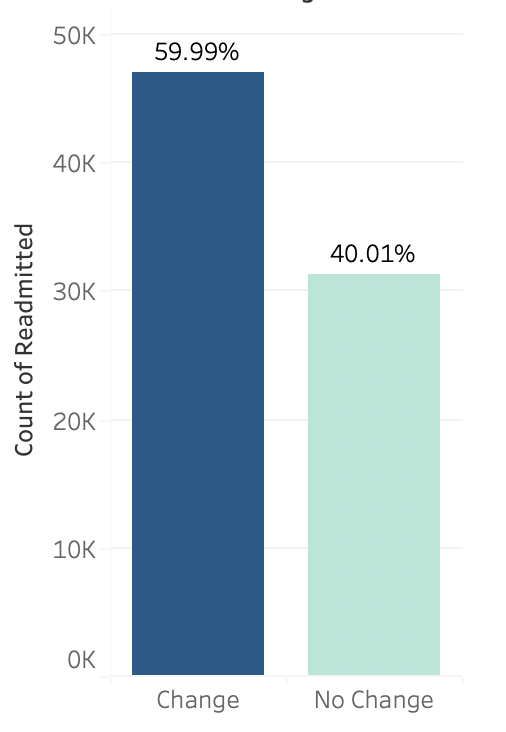 50K
59.99%
40K
40.01%
30K
20K
10K
0K
Count of Readmitted
Change
No Change